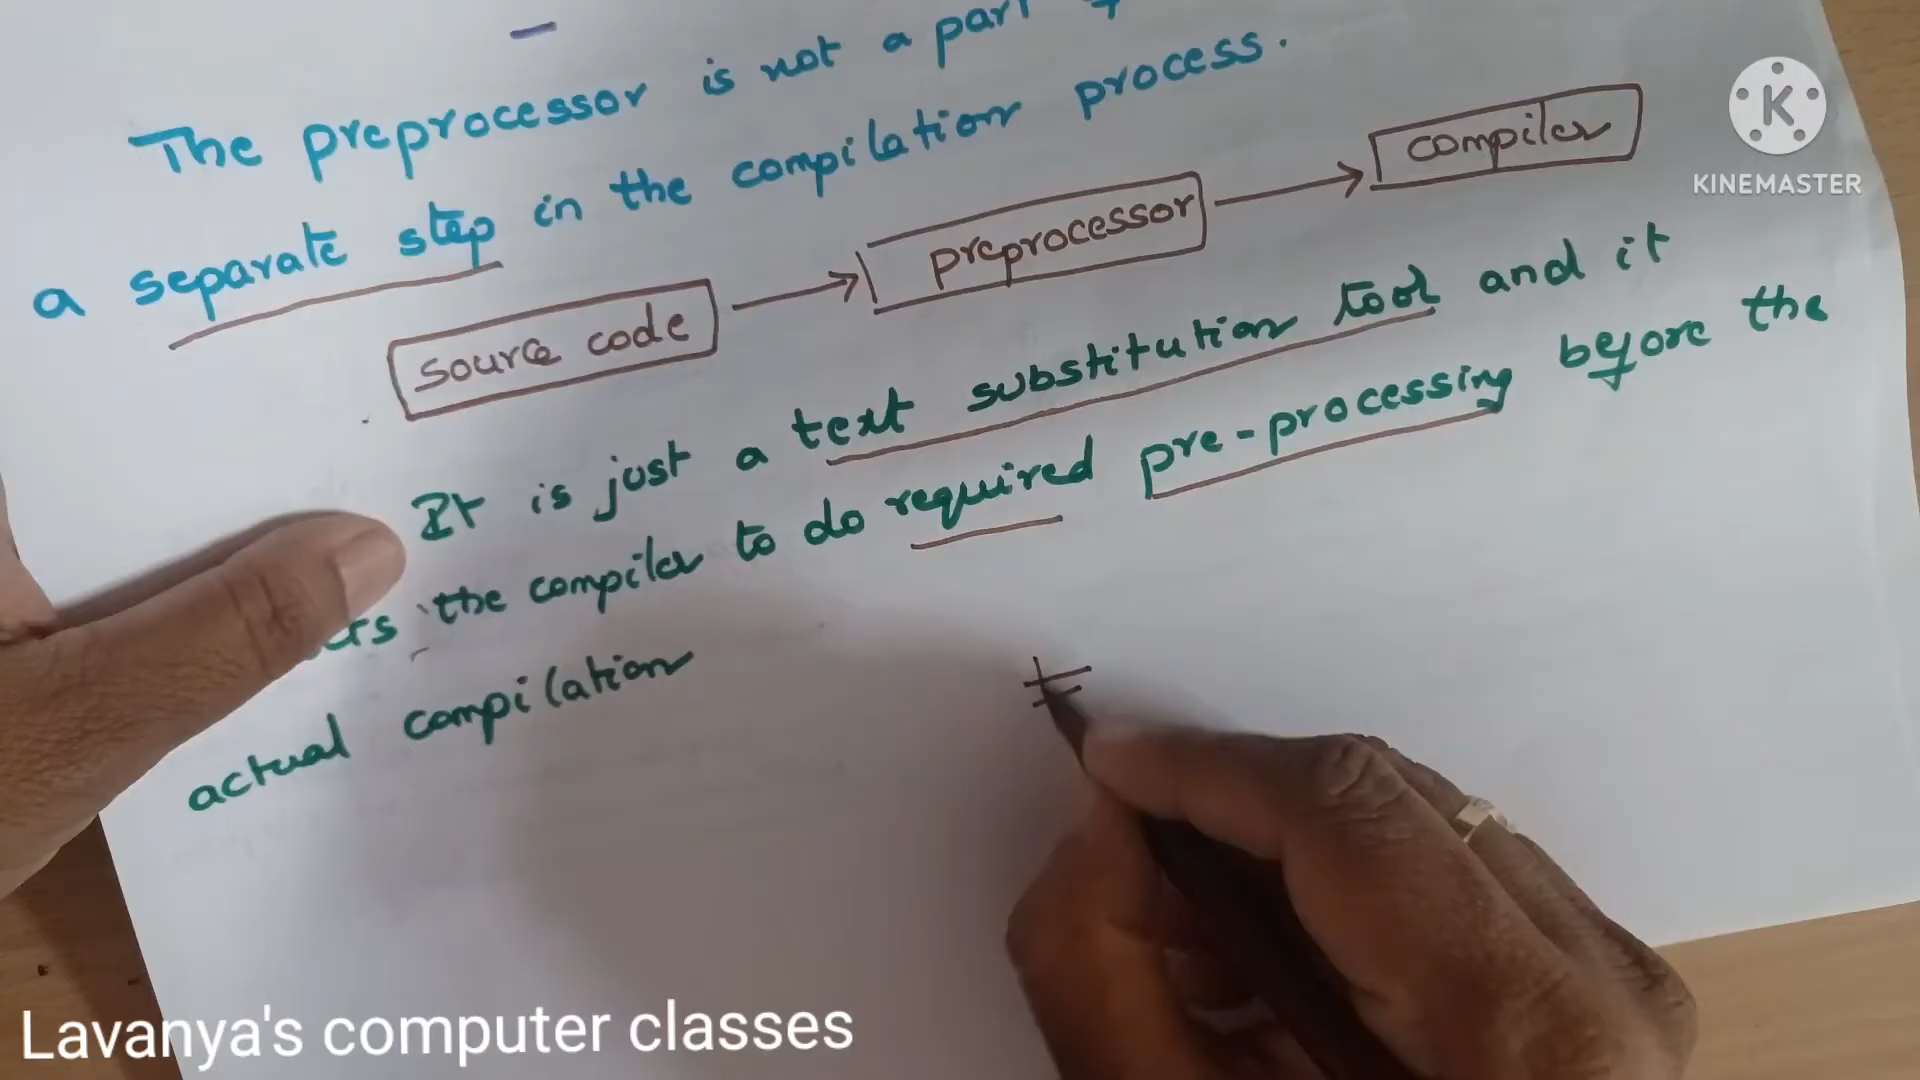 The preprocessor is not a part
a separate step in the compilation process.
source code
preprocessor
compiler
It is just a text substitution tool and it
the compiler to do required pre-processing before the
actual compilation
KINEMASTER
Lavanya's computer classes